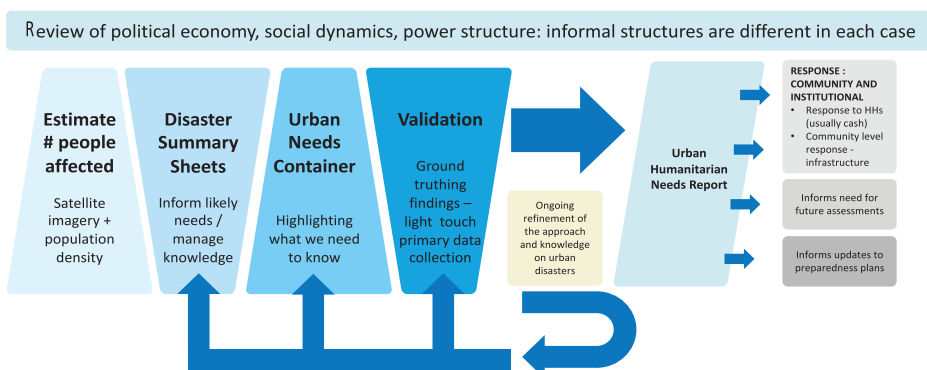 Review of political economy, social dynamics, power structure: informal structures are different in each case
Estimate
# people
affected
Satellite
imagery +
population
density
Disaster
Summary
Sheets
Inform likely
needs /
manage
knowledge
Urban
Needs
Container
Highlighting
what we need
to know
Validation
Ground
truthing
findings –
light touch
primary data
collection
Ongoing
refinement of
the approach
and knowledge
on urban
disasters
Urban
Humanitarian
Needs Report
RESPONSE :
COMMUNITY AND
INSTITUTIONAL
• Response to HHs
(usually cash)
• Community level
response -
infrastructure
Informs need for
future assessments
Informs updates to
preparedness plans